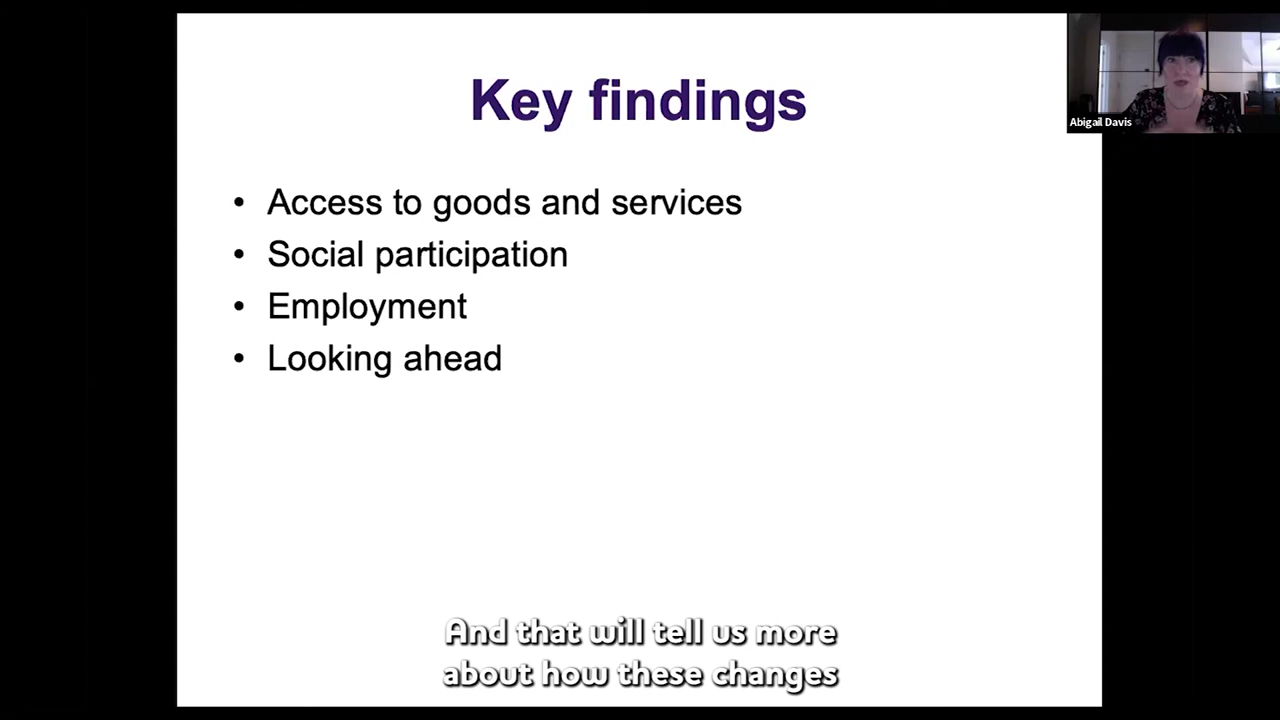 Key findings
Abigail Davis
• Access to goods and services
• Social participation
• Employment
• Looking ahead
And that will tell us more
about how these changes